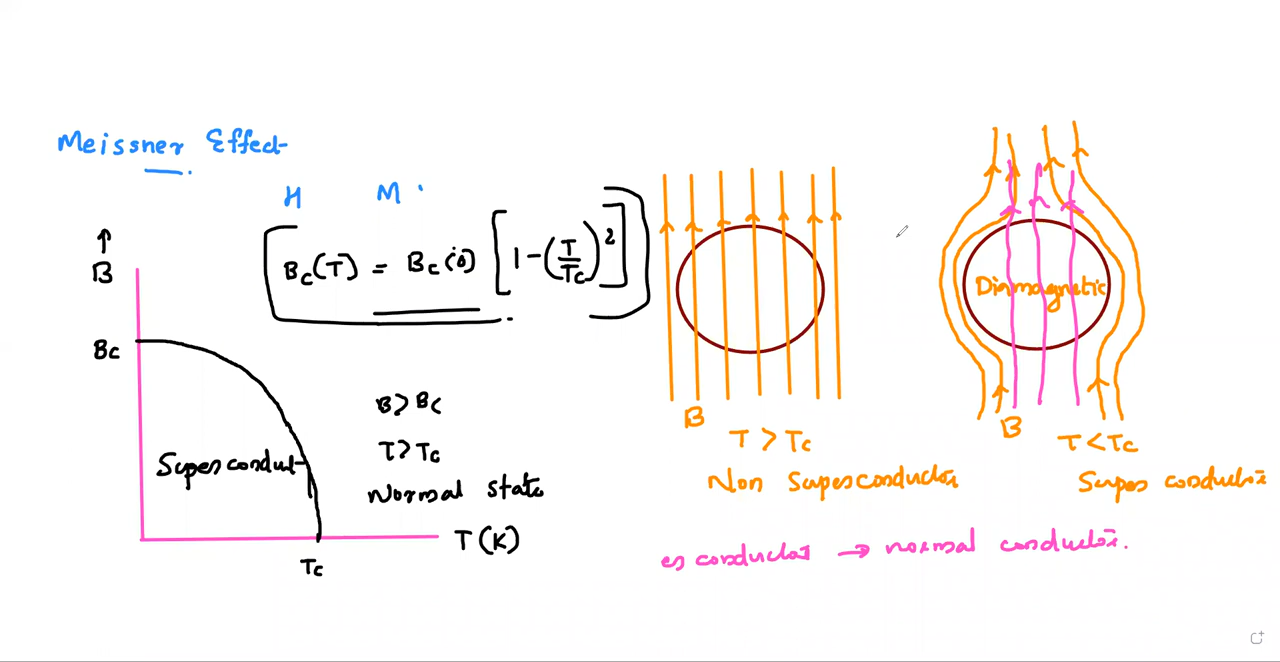 Meissner Effect
H M
Bc(T) = Bc(0) [1-(T/Tc)²]
B
Bc
Superconduct
B > Bc
T > Tc
Normal state
T (K)
Tc
B
T > Tc
Non Superconductor
Diamagnetic
B
T < Tc
Super conductor
er conductor → normal conductor.